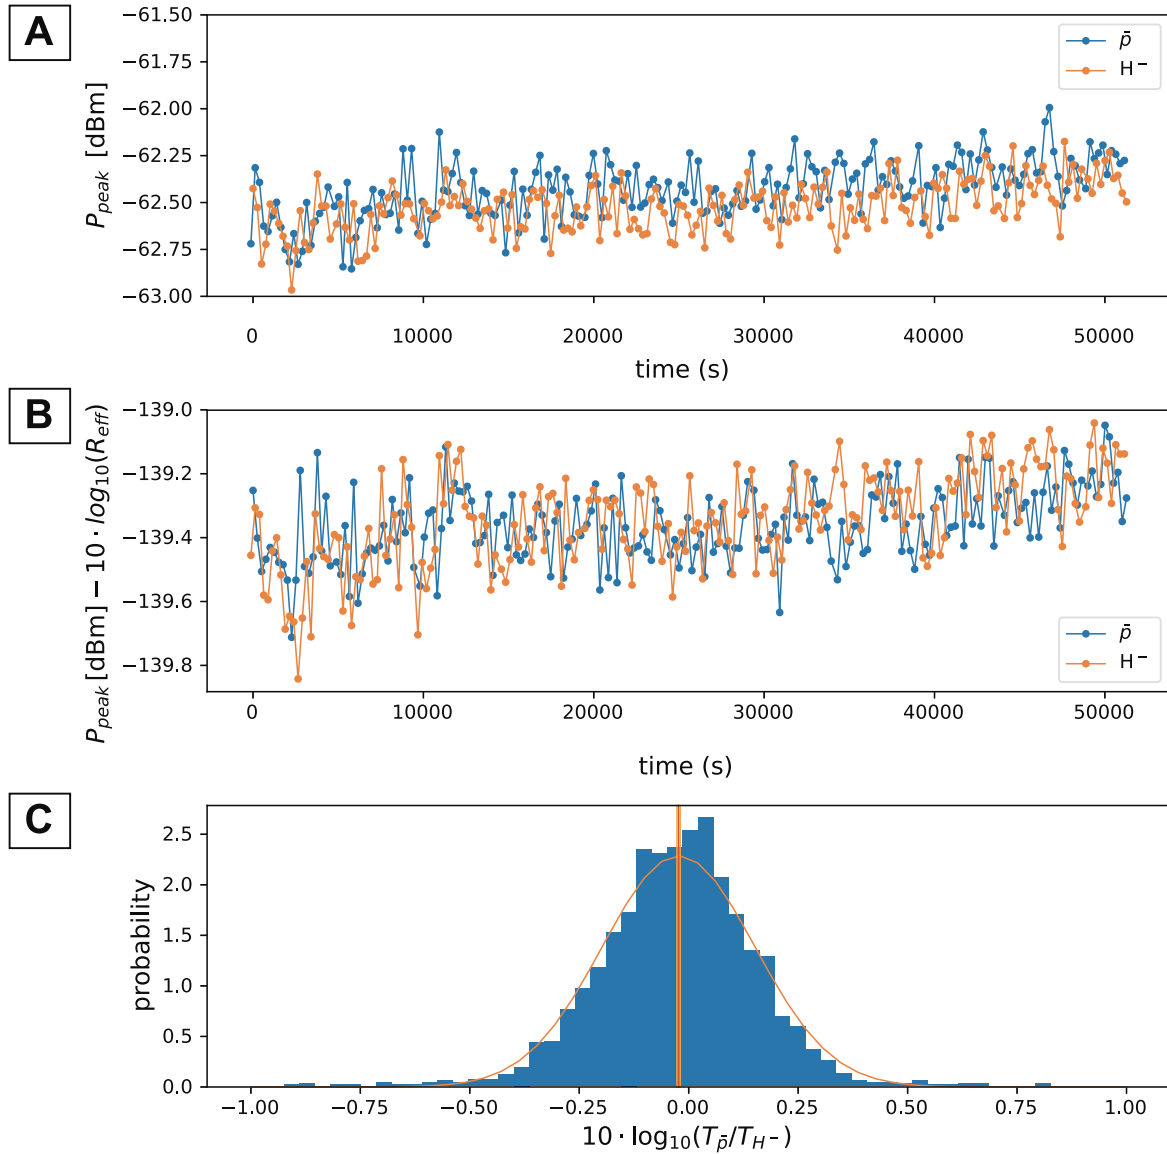 A
P_peak [dBm]
−61.50
−61.75
−62.00
−62.25
−62.50
−62.75
−63.00
p̄
H⁻
0 10000 20000 30000 40000 50000
time (s)
B
P_peak [dBm] − 10 · log₁₀(R_eff)
−139.0
−139.2
−139.4
−139.6
−139.8
p̄
H⁻
0 10000 20000 30000 40000 50000
time (s)
C
probability
2.5
2.0
1.5
1.0
0.5
0.0
−1.00 −0.75 −0.50 −0.25 0.00 0.25 0.50 0.75 1.00
10 · log₁₀(T_p̄/T_H⁻)